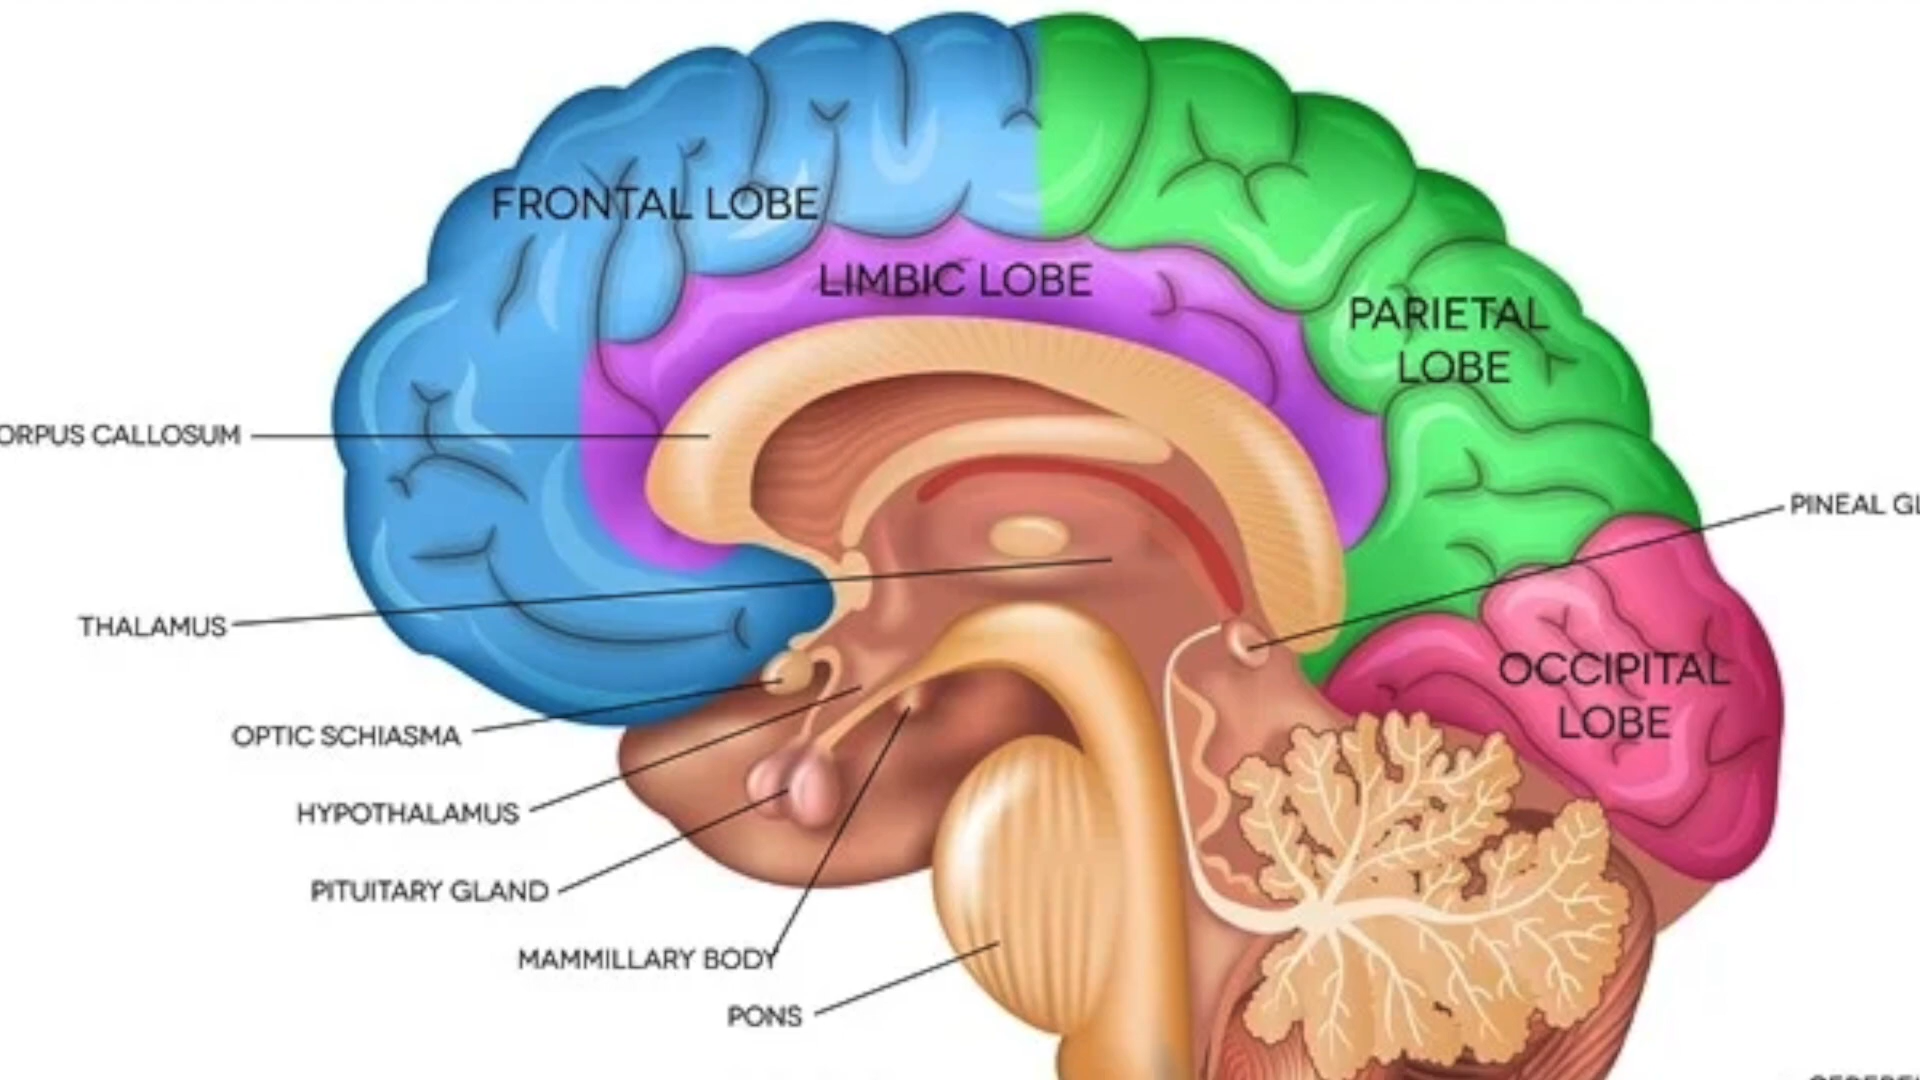 FRONTAL LOBE
LIMBIC LOBE
PARIETAL
LOBE
ORPUS CALLOSUM
PINEAL GL
THALAMUS
OCCIPITAL
LOBE
OPTIC SCHIASMA
HYPOTHALAMUS
PITUITARY GLAND
MAMMILLARY BODY
PONS